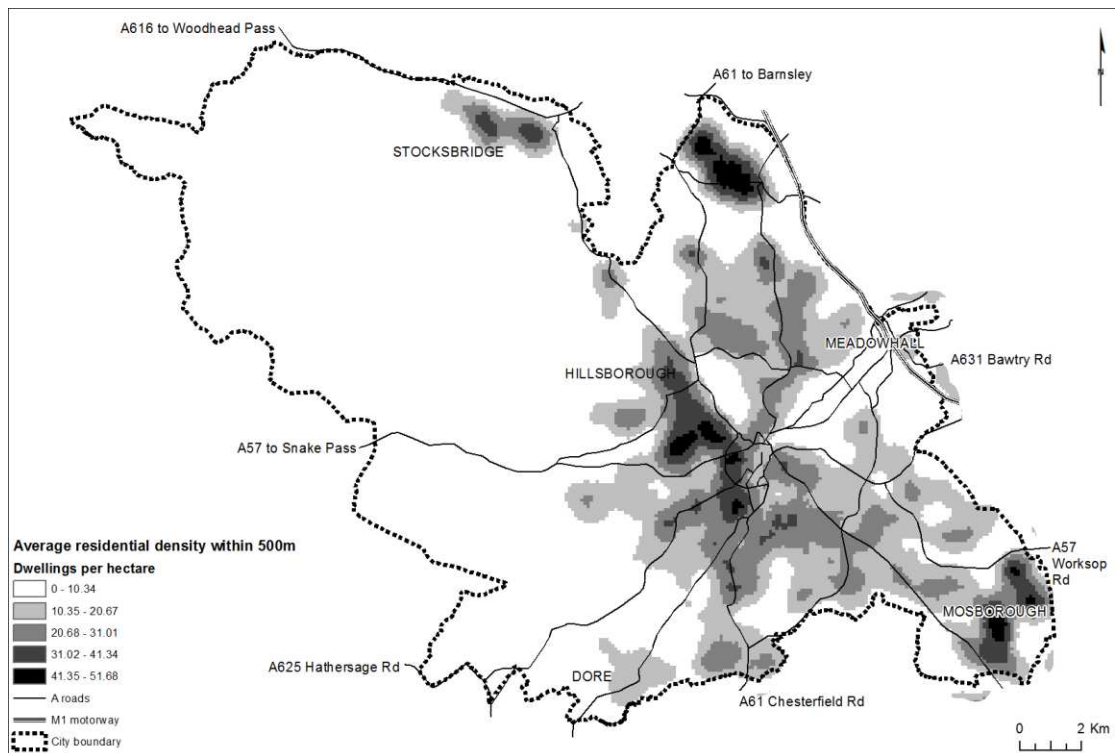 A616 to Woodhead Pass
A61 to Barnsley
N
STOCKSBRIDGE
MEADOWHALL
A631 Bawtry Rd
HILLSBOROUGH
A57 to Snake Pass
A57
Worksop
Rd
MOSBOROUGH
A625 Hathersage Rd
DORE
A61 Chesterfield Rd
Average residential density within 500m
Dwellings per hectare
0 - 10.34
10.35 - 20.67
20.68 - 31.01
31.02 - 41.34
41.35 - 51.68
A roads
M1 motorway
City boundary
0 2 Km